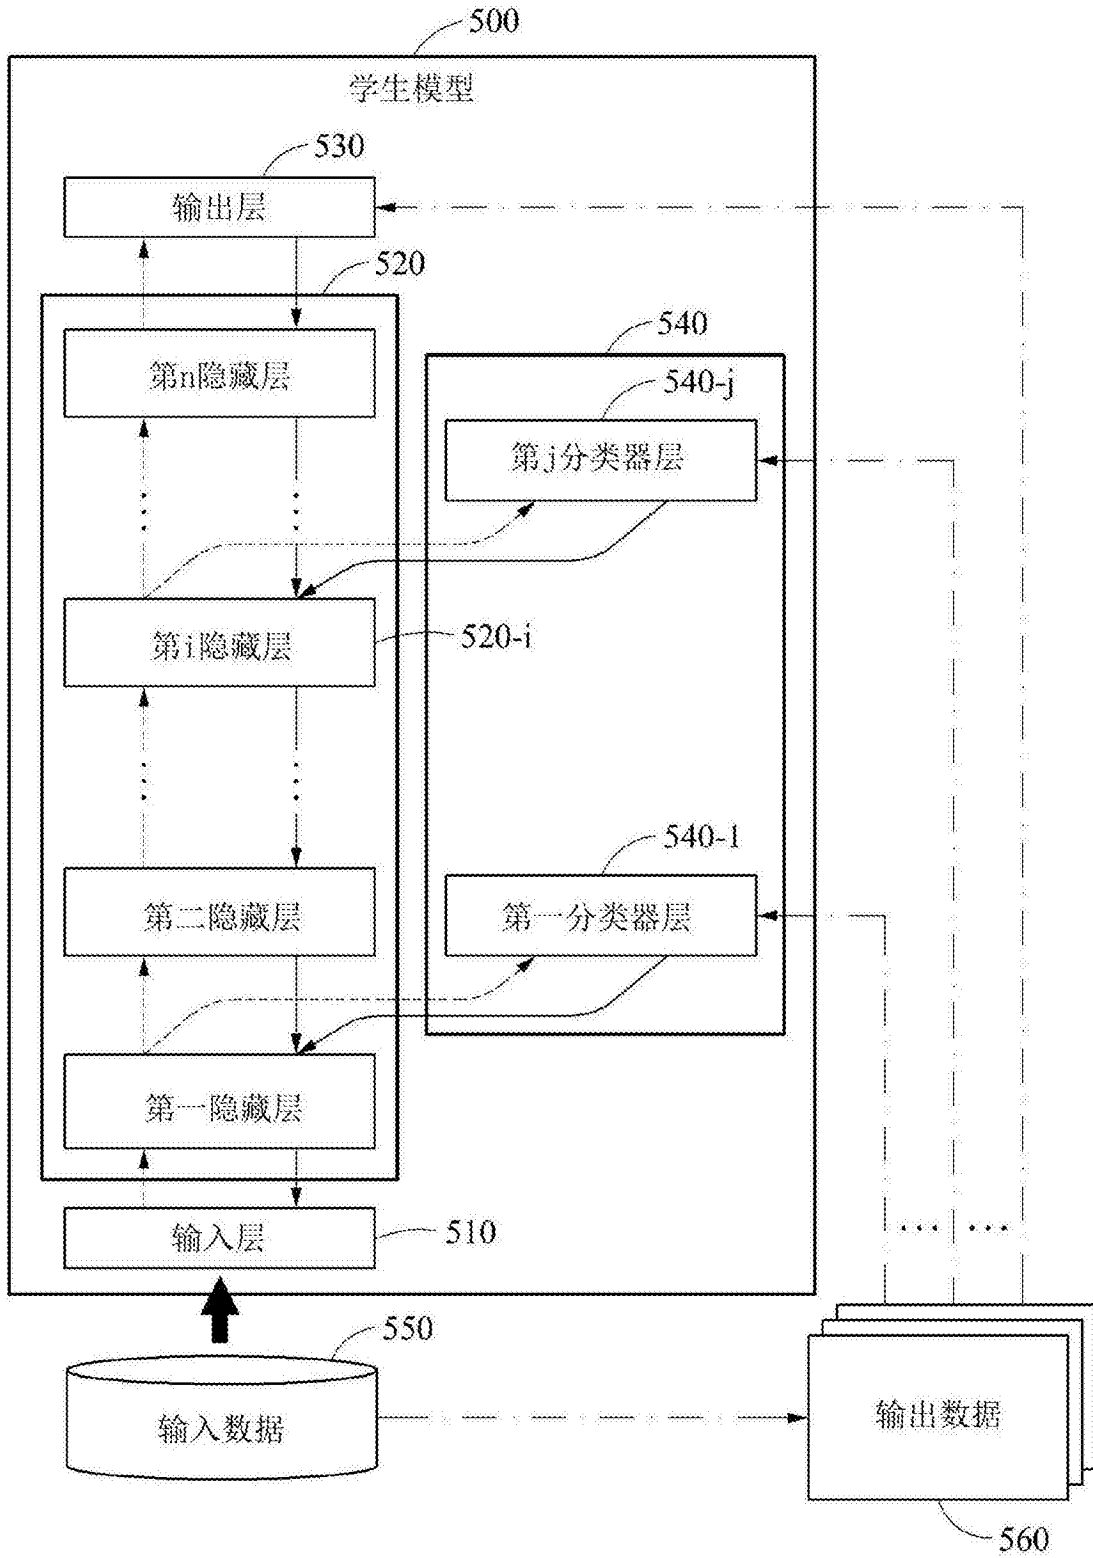 500
学生模型
530
输出层
520
540
第n隐藏层
540-j
第j分类器层
第i隐藏层
520-i
540-1
第二隐藏层
第一分类器层
第一隐藏层
输入层
510
550
输入数据
输出数据
560